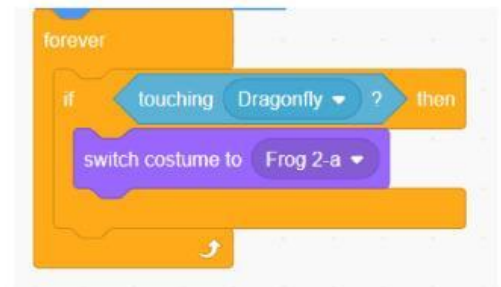 forever
if touching Dragonfly ? then
switch costume to Frog 2-a